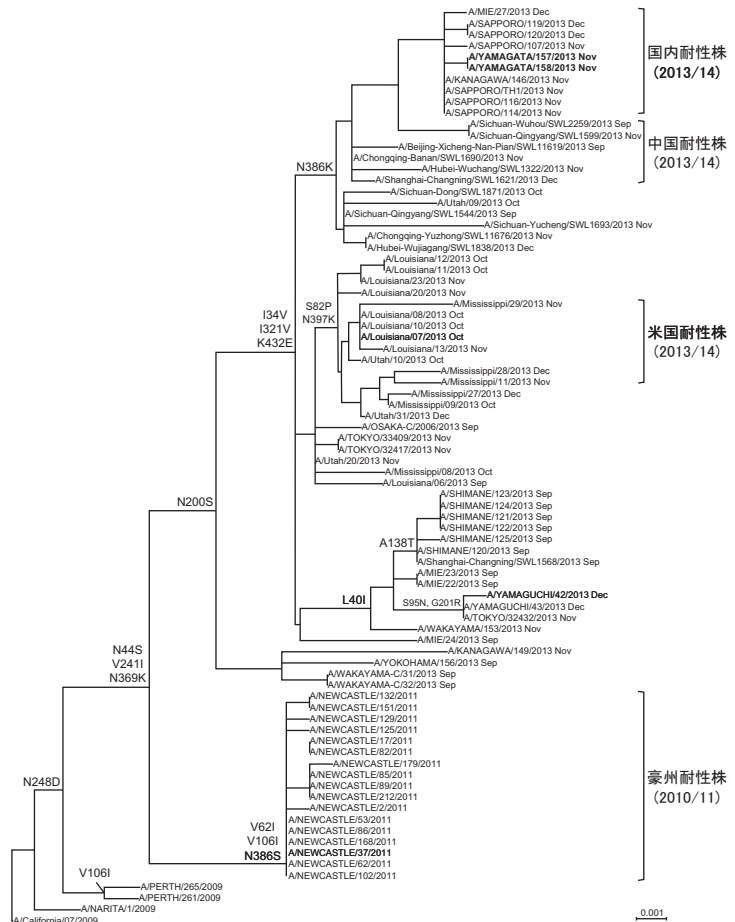 A/MIE/27/2013 Dec
A/SAPPORO/119/2013 Dec
A/SAPPORO/120/2013 Dec
A/SAPPORO/107/2013 Nov
A/YAMAGATA/157/2013 Nov
A/YAMAGATA/158/2013 Nov
A/KANAGAWA/146/2013 Nov
A/SAPPORO/TH1/2013 Nov
A/SAPPORO/116/2013 Nov
A/SAPPORO/114/2013 Nov
国内耐性株
(2013/14)
A/Sichuan-Wuhou/SWL2259/2013 Sep
A/Sichuan-Qingyang/SWL1599/2013 Nov
A/Beijing-Xicheng-Nan-Pian/SWL11619/2013 Sep
A/Chongqing-Banan/SWL1690/2013 Nov
A/Hubei-Wuchang/SWL1322/2013 Nov
A/Shanghai-Changning/SWL1621/2013 Dec
中国耐性株
(2013/14)
N386K
A/Sichuan-Dong/SWL1871/2013 Oct
A/Utah/09/2013 Oct
A/Sichuan-Qingyang/SWL1544/2013 Sep
A/Sichuan-Yucheng/SWL1693/2013 Nov
A/Chongqing-Yuzhong/SWL11676/2013 Nov
A/Hubei-Wujiagang/SWL1838/2013 Dec
A/Louisiana/12/2013 Oct
A/Louisiana/11/2013 Oct
A/Louisiana/23/2013 Nov
A/Louisiana/20/2013 Nov
S82P
N397K
I34V
I321V
K432E
A/Mississippi/29/2013 Nov
A/Louisiana/08/2013 Oct
A/Louisiana/10/2013 Oct
A/Louisiana/07/2013 Oct
A/Louisiana/13/2013 Nov
A/Utah/10/2013 Oct
A/Mississippi/28/2013 Dec
A/Mississippi/11/2013 Nov
米国耐性株
(2013/14)
A/Mississippi/27/2013 Dec
A/Mississippi/09/2013 Oct
A/Utah/31/2013 Dec
A/OSAKA-C/2006/2013 Sep
A/TOKYO/33409/2013 Nov
A/TOKYO/32417/2013 Nov
A/Utah/20/2013 Nov
A/Mississippi/08/2013 Oct
A/Louisiana/06/2013 Sep
N200S
A/SHIMANE/123/2013 Sep
A/SHIMANE/124/2013 Sep
A/SHIMANE/121/2013 Sep
A/SHIMANE/122/2013 Sep
A/SHIMANE/125/2013 Sep
A138T
A/SHIMANE/120/2013 Sep
A/Shanghai-Changning/SWL1568/2013 Sep
A/MIE/23/2013 Sep
A/MIE/22/2013 Sep
L40I
S95N, G201R
A/YAMAGUCHI/42/2013 Dec
A/YAMAGUCHI/43/2013 Dec
A/TOKYO/32432/2013 Nov
A/WAKAYAMA/153/2013 Nov
A/MIE/24/2013 Sep
N44S
V241I
N369K
A/KANAGAWA/149/2013 Nov
A/YOKOHAMA/156/2013 Sep
A/WAKAYAMA-C/31/2013 Sep
A/WAKAYAMA-C/32/2013 Sep
A/NEWCASTLE/132/2011
A/NEWCASTLE/151/2011
A/NEWCASTLE/129/2011
A/NEWCASTLE/125/2011
A/NEWCASTLE/17/2011
A/NEWCASTLE/82/2011
A/NEWCASTLE/179/2011
A/NEWCASTLE/85/2011
A/NEWCASTLE/89/2011
A/NEWCASTLE/212/2011
A/NEWCASTLE/2/2011
A/NEWCASTLE/53/2011
A/NEWCASTLE/86/2011
A/NEWCASTLE/168/2011
A/NEWCASTLE/37/2011
A/NEWCASTLE/62/2011
A/NEWCASTLE/102/2011
豪州耐性株
(2010/11)
N248D
V62I
V106I
N386S
V106I
A/PERTH/265/2009
A/PERTH/261/2009
A/NARITA/1/2009
A/California/07/2009
0.001